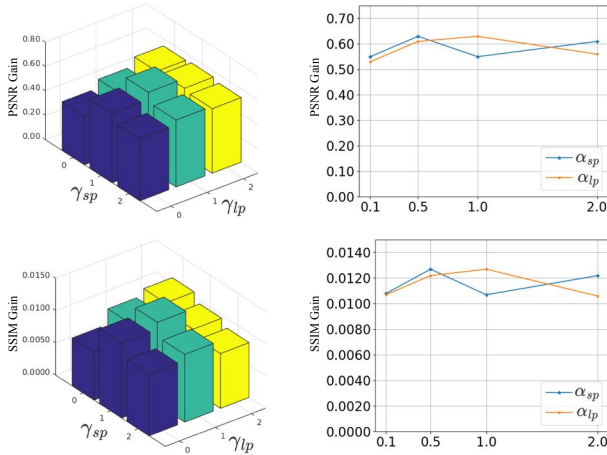 PSNR Gain
0.80
0.60
0.40
0.20
0.00
0
1
2
γsp
0
1
2
γlp
PSNR Gain
0.70
0.60
0.50
0.40
0.30
0.20
0.10
0.00
0.1 0.5 1.0 2.0
αsp
αlp
SSIM Gain
0.0150
0.0100
0.0050
0.0000
0
1
2
γsp
0
1
2
γlp
SSIM Gain
0.0140
0.0120
0.0100
0.0080
0.0060
0.0040
0.0020
0.0000
0.1 0.5 1.0 2.0
αsp
αlp